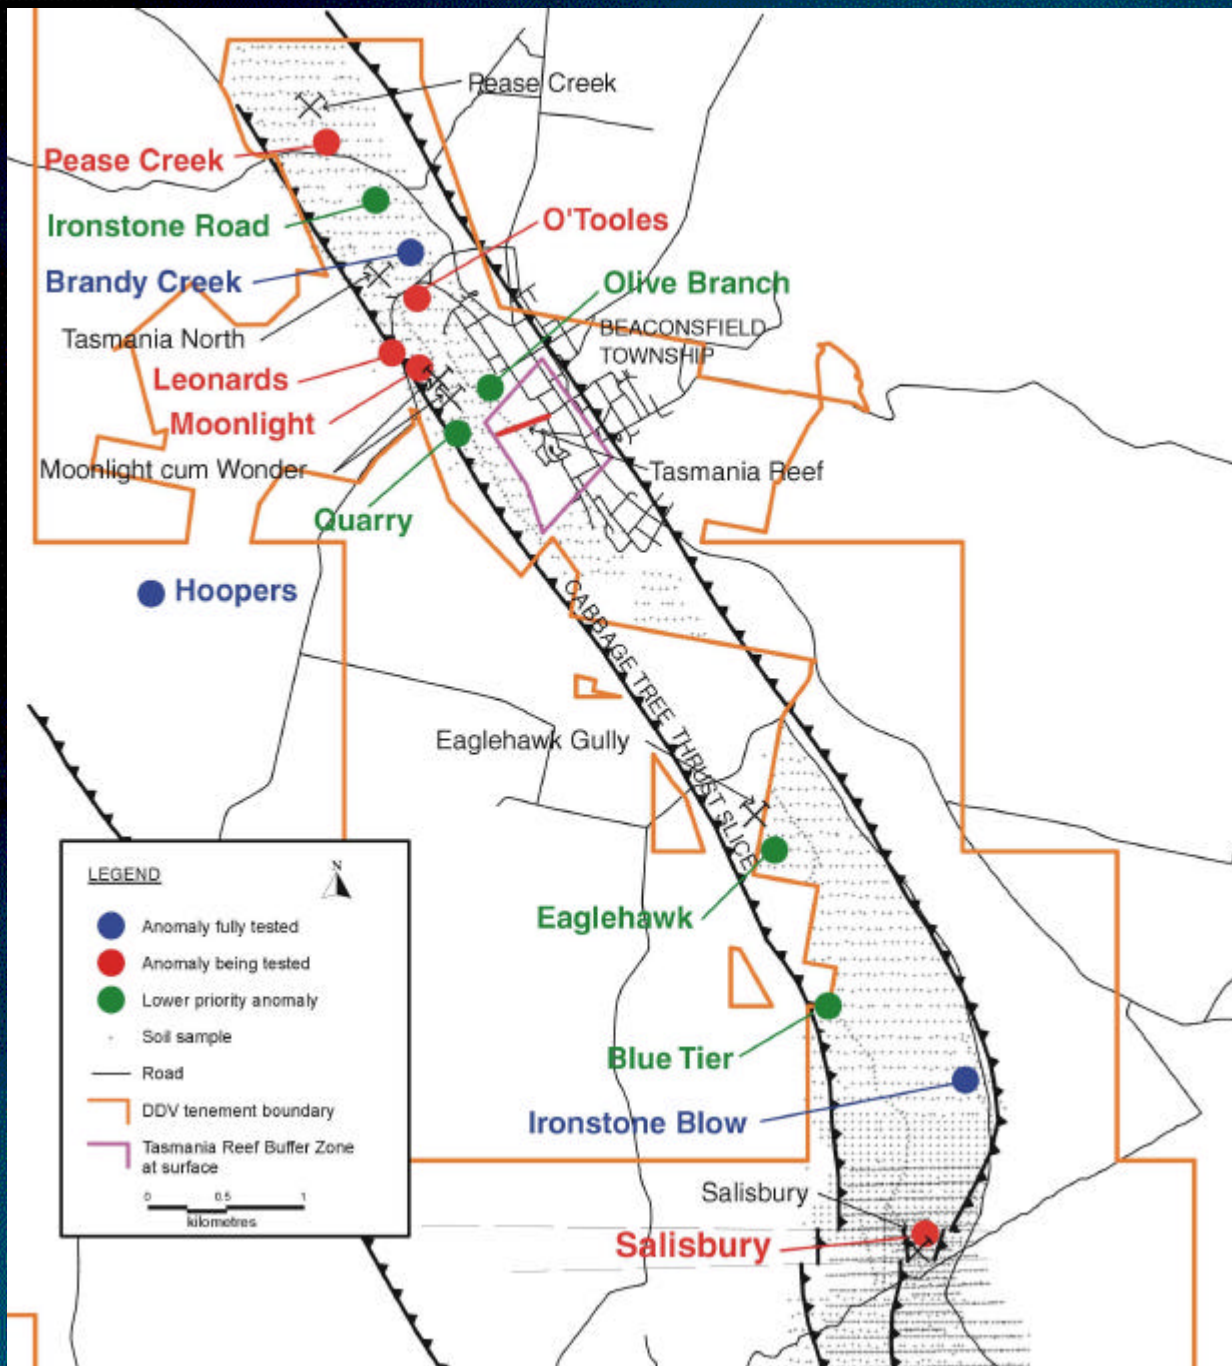 Pease Creek
Pease Creek
Ironstone Road
O'Tooles
Brandy Creek
Olive Branch
Tasmania North
BEACONSFIELD
TOWNSHIP
Leonards
Moonlight
Moonlight cum Wonder
Tasmania Reef
Quarry
Hoopers
CABBAGE TREE THRUST SLICE
Eaglehawk Gully
Eaglehawk
Blue Tier
Ironstone Blow
Salisbury
Salisbury
LEGEND
N
Anomaly fully tested
Anomaly being tested
Lower priority anomaly
Soil sample
Road
DDV tenement boundary
Tasmania Reef Buffer Zone
at surface
0 0.5 1
kilometres